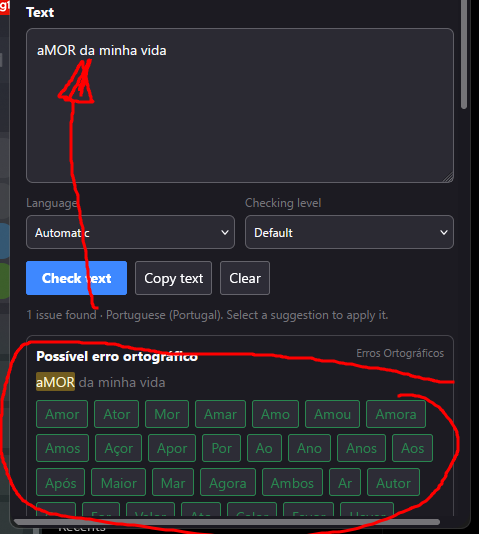 Text
aMOR da minha vida
Language
Checking level
Automatic
Default
Check text
Copy text
Clear
1 issue found · Portuguese (Portugal). Select a suggestion to apply it.
Possível erro ortográfico
Erros Ortográficos
aMOR da minha vida
Amor Ator Mor Amar Amo Amou Amora
Amos Açor Apor Por Ao Ano Anos Aos
Após Maior Mar Agora Ambos Ar Autor